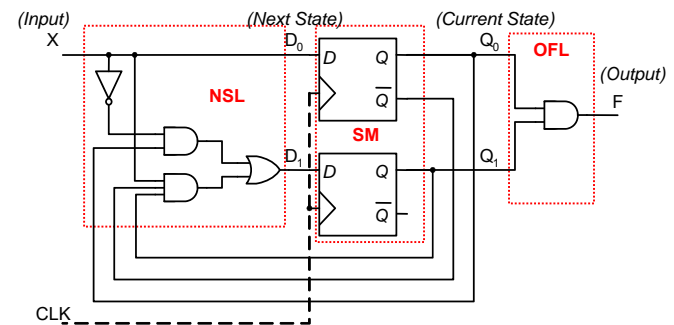 (Input) (Next State) (Current State)
X D0 Q0 OFL
D Q (Output)
NSL Q F
SM
D1 D Q Q1
Q
CLK